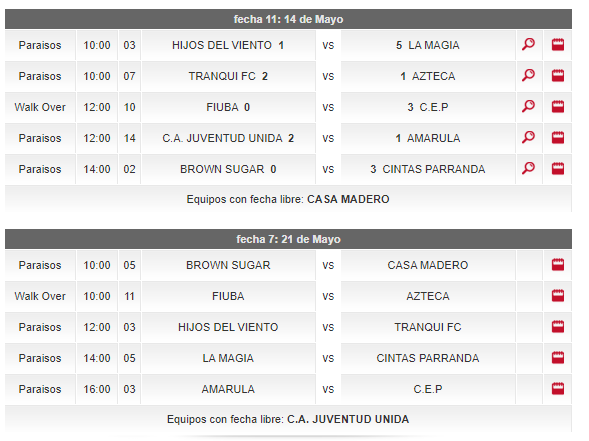 fecha 11: 14 de Mayo
Paraisos 10:00 03 HIJOS DEL VIENTO 1 vs 5 LA MAGIA
Paraisos 10:00 07 TRANQUI FC 2 vs 1 AZTECA
Walk Over 12:00 10 FIUBA 0 vs 3 C.E.P
Paraisos 12:00 14 C.A. JUVENTUD UNIDA 2 vs 1 AMARULA
Paraisos 14:00 02 BROWN SUGAR 0 vs 3 CINTAS PARRANDA
Equipos con fecha libre: CASA MADERO
fecha 7: 21 de Mayo
Paraisos 10:00 05 BROWN SUGAR vs CASA MADERO
Walk Over 10:00 11 FIUBA vs AZTECA
Paraisos 12:00 03 HIJOS DEL VIENTO vs TRANQUI FC
Paraisos 14:00 05 LA MAGIA vs CINTAS PARRANDA
Paraisos 16:00 03 AMARULA vs C.E.P
Equipos con fecha libre: C.A. JUVENTUD UNIDA